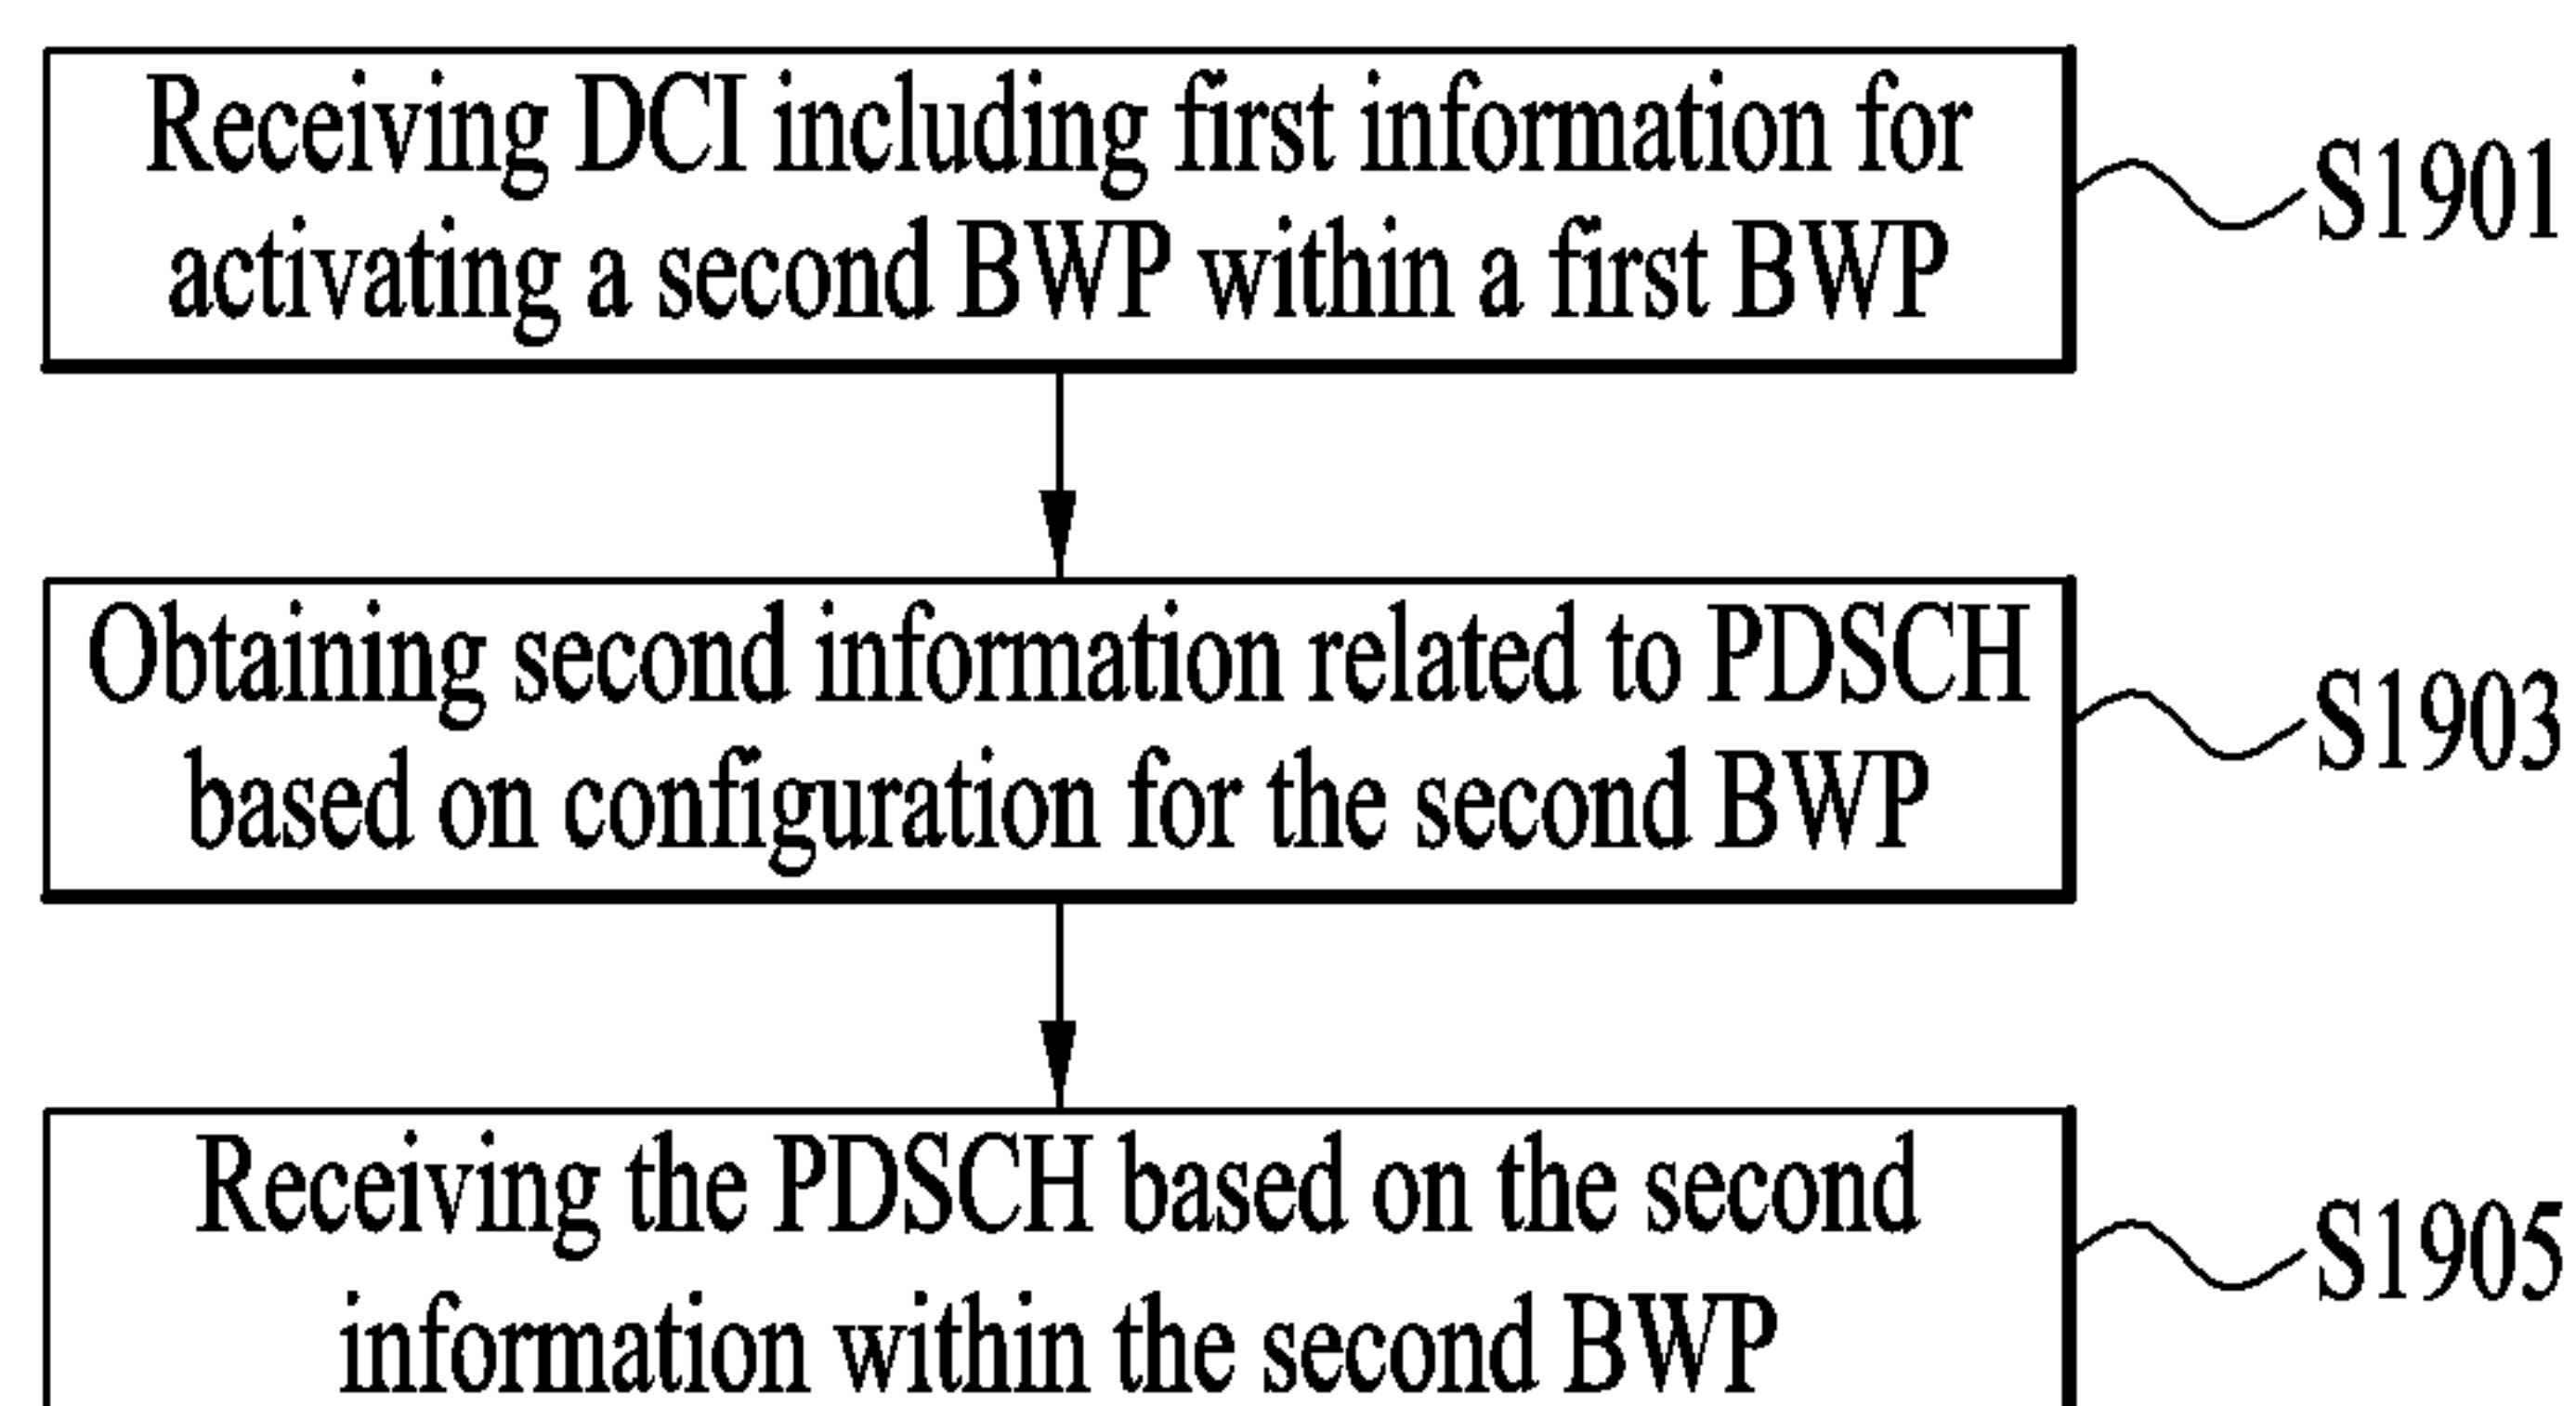 Receiving DCI including first information for
activating a second BWP within a first BWP
S1901
Obtaining second information related to PDSCH
based on configuration for the second BWP
S1903
Receiving the PDSCH based on the second
information within the second BWP
S1905